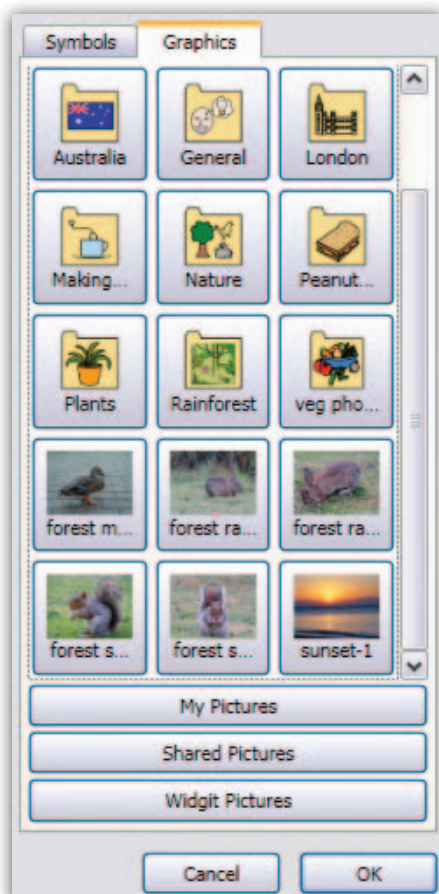 Symbols Graphics
Australia General London
Making... Nature Peanut...
Plants Rainforest veg pho...
forest m... forest ra... forest ra...
forest s... forest s... sunset-1
My Pictures
Shared Pictures
Widgit Pictures
Cancel OK